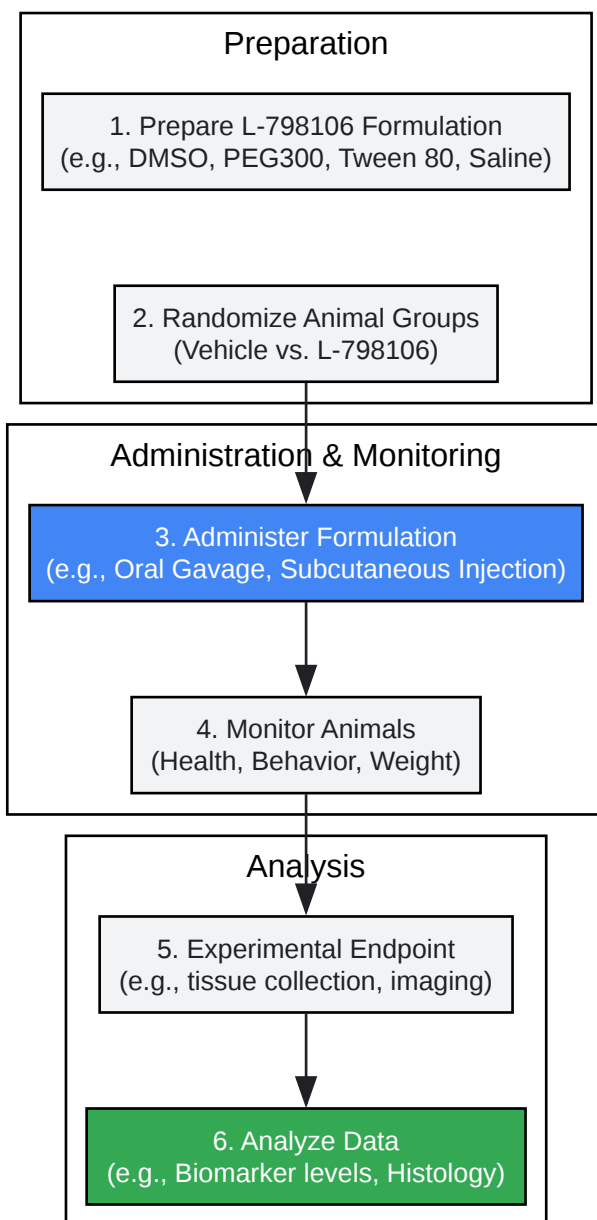 Preparation
1. Prepare L-798106 Formulation
(e.g., DMSO, PEG300, Tween 80, Saline)
2. Randomize Animal Groups
(Vehicle vs. L-798106)
Administration & Monitoring
3. Administer Formulation
(e.g., Oral Gavage, Subcutaneous Injection)
4. Monitor Animals
(Health, Behavior, Weight)
Analysis
5. Experimental Endpoint
(e.g., tissue collection, imaging)
6. Analyze Data
(e.g., Biomarker levels, Histology)